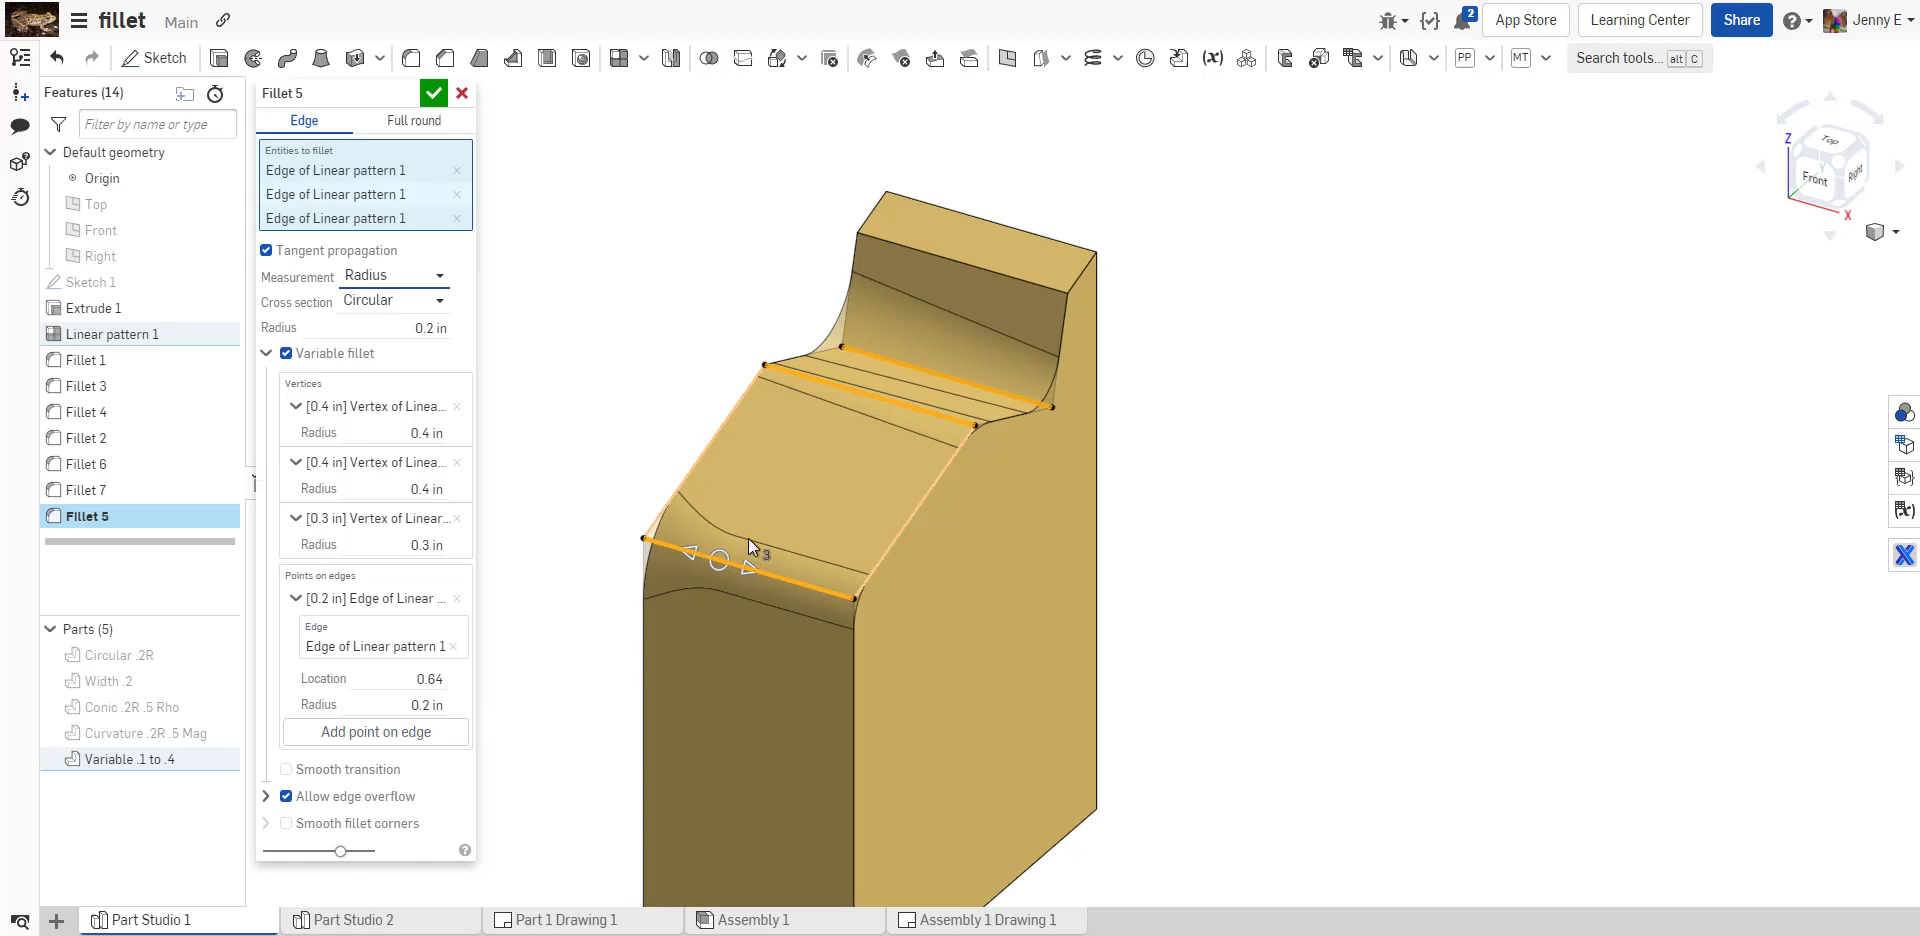 fillet Main 2 App Store Learning Center Share Jenny E
Sketch PP MT Search tools... alt C
Features (14)
Filter by name or type
Default geometry
Origin
Top
Front
Right
Sketch 1
Extrude 1
Linear pattern 1
Fillet 1
Fillet 3
Fillet 4
Fillet 2
Fillet 6
Fillet 7
Fillet 5
Parts (5)
Circular .2R
Width .2
Conic .2R .5 Rho
Curvature .2R .5 Mag
Variable .1 to .4
Fillet 5
Edge Full round
Entities to fillet
Edge of Linear pattern 1
Edge of Linear pattern 1
Edge of Linear pattern 1
Tangent propagation
Measurement Radius
Cross section Circular
Radius 0.2 in
Variable fillet
Vertices
[0.4 in] Vertex of Linea...
Radius 0.4 in
[0.4 in] Vertex of Linea...
Radius 0.4 in
[0.3 in] Vertex of Linear...
Radius 0.3 in
Points on edges
[0.2 in] Edge of Linear ...
Edge
Edge of Linear pattern 1
Location 0.64
Radius 0.2 in
Add point on edge
Smooth transition
Allow edge overflow
Smooth fillet corners
3
Z
Top
Y
Front Right
X
(x)
Part Studio 1 Part Studio 2 Part 1 Drawing 1 Assembly 1 Assembly 1 Drawing 1